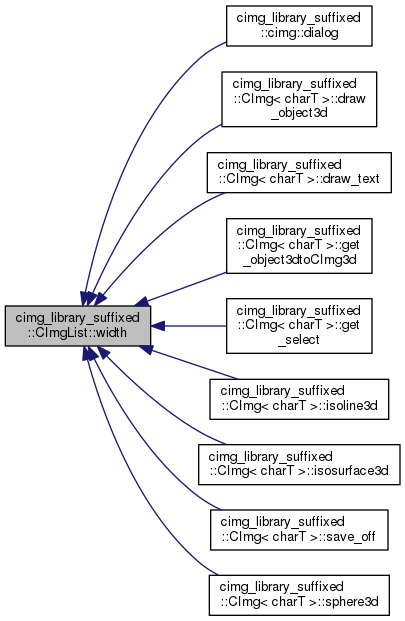 cimg_library_suffixed
::cimg::dialog
cimg_library_suffixed
::CImg< charT >::draw
_object3d
cimg_library_suffixed
::CImg< charT >::draw_text
cimg_library_suffixed
::CImg< charT >::get
_object3dtoCImg3d
cimg_library_suffixed
::CImgList::width
cimg_library_suffixed
::CImg< charT >::get
_select
cimg_library_suffixed
::CImg< charT >::isoline3d
cimg_library_suffixed
::CImg< charT >::isosurface3d
cimg_library_suffixed
::CImg< charT >::save_off
cimg_library_suffixed
::CImg< charT >::sphere3d